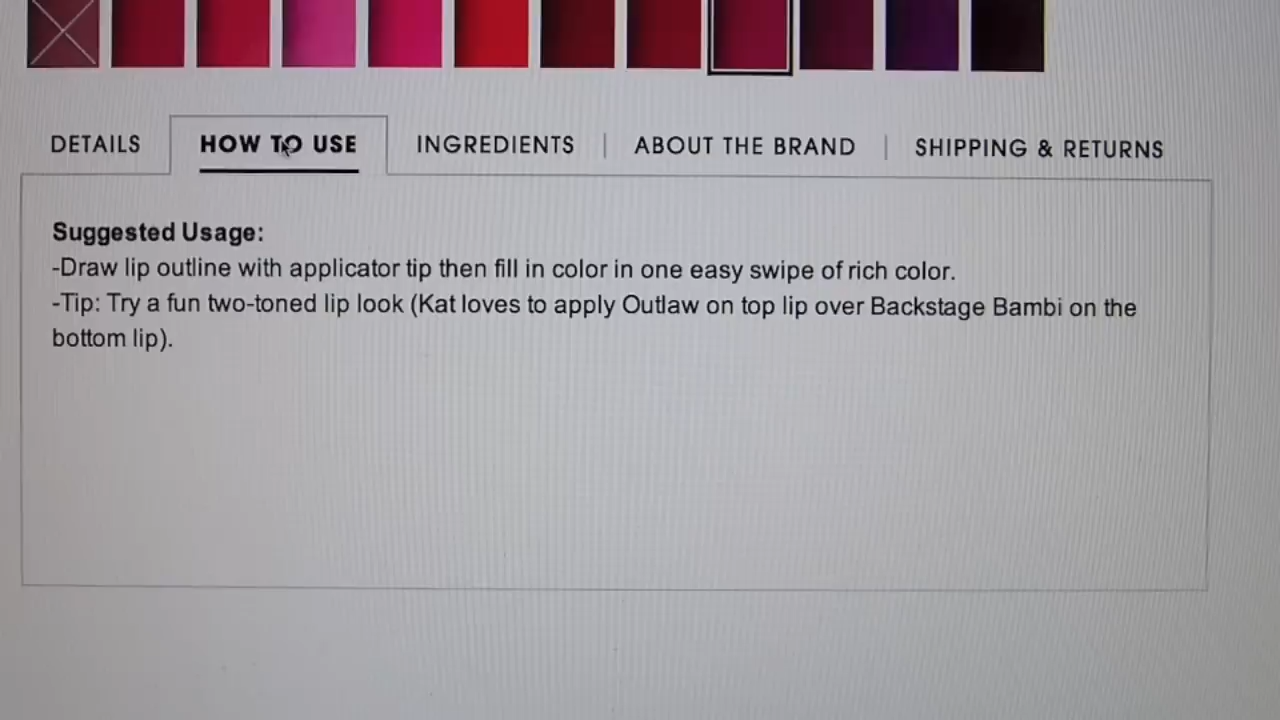 DETAILS HOW TO USE INGREDIENTS | ABOUT THE BRAND | SHIPPING & RETURNS
Suggested Usage:
-Draw lip outline with applicator tip then fill in color in one easy swipe of rich color.
-Tip: Try a fun two-toned lip look (Kat loves to apply Outlaw on top lip over Backstage Bambi on the
bottom lip).